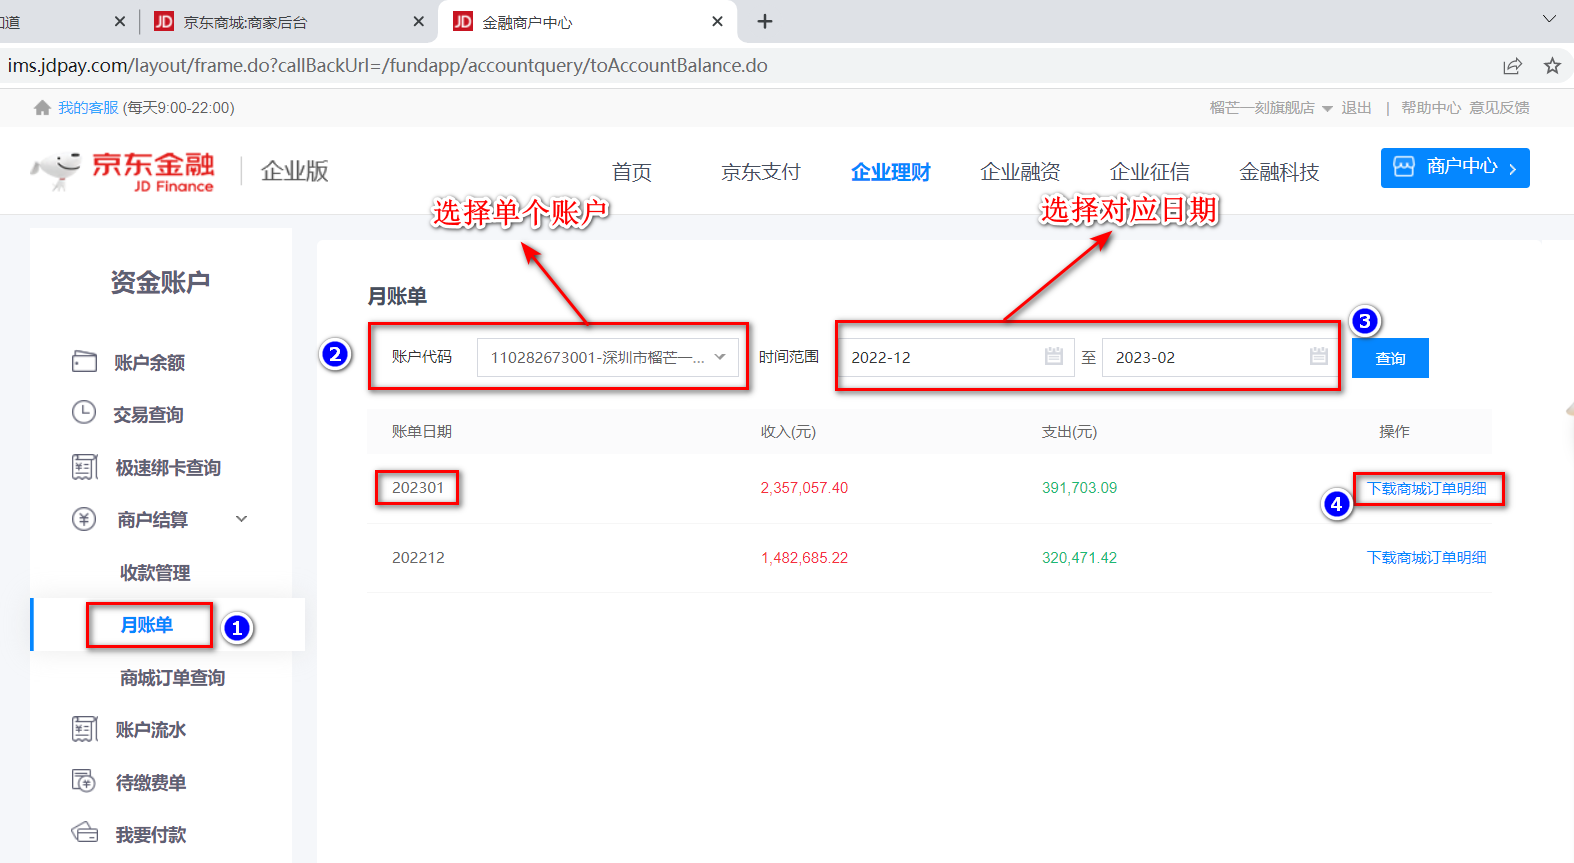 道
京东商城:商家后台
金融商户中心
ims.jdpay.com/layout/frame.do?callBackUrl=/fundapp/accountquery/toAccountBalance.do
我的客服 (每天9:00-22:00)
榴芒一刻旗舰店 退出 | 帮助中心 意见反馈
京东金融
JD Finance
企业版
首页 京东支付 企业理财 企业融资 企业征信 金融科技
商户中心
选择单个账户
选择对应日期
资金账户
账户余额
交易查询
极速绑卡查询
商户结算
收款管理
月账单
1
商城订单查询
账户流水
待缴费单
我要付款
月账单
2
账户代码 110282673001-深圳市榴芒一... 时间范围 2022-12 至 2023-02
3
查询
账单日期 收入(元) 支出(元) 操作
202301 2,357,057.40 391,703.09 下载商城订单明细
4
202212 1,482,685.22 320,471.42 下载商城订单明细